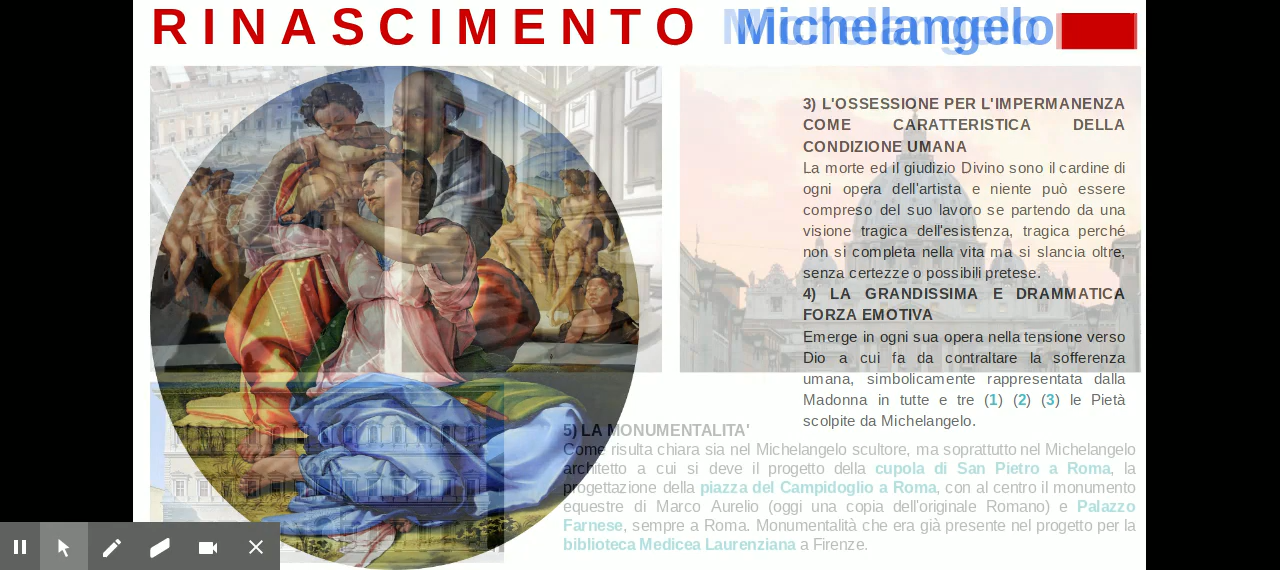 RINASCIMENTO Michelangelo
3) L'OSSESSIONE PER L'IMPERMANENZA
COME CARATTERISTICA DELLA
CONDIZIONE UMANA
La morte ed il giudizio Divino sono il cardine di
ogni opera dell'artista e niente può essere
compreso del suo lavoro se partendo da una
visione tragica dell'esistenza, tragica perché
non si completa nella vita ma si slancia oltre,
senza certezze o possibili pretese.
4) LA GRANDISSIMA E DRAMMATICA
FORZA EMOTIVA
Emerge in ogni sua opera nella tensione verso
Dio a cui fa da contraltare la sofferenza
umana, simbolicamente rappresentata dalla
Madonna in tutte e tre (1) (2) (3) le Pietà
scolpite da Michelangelo.
5) LA MONUMENTALITA'
Come risulta chiara sia nel Michelangelo scultore, ma soprattutto nel Michelangelo
architetto a cui si deve il progetto della cupola di San Pietro a Roma, la
progettazione della piazza del Campidoglio a Roma, con al centro il monumento
equestre di Marco Aurelio (oggi una copia dell'originale Romano) e Palazzo
Farnese, sempre a Roma. Monumentalità che era già presente nel progetto per la
biblioteca Medicea Laurenziana a Firenze.